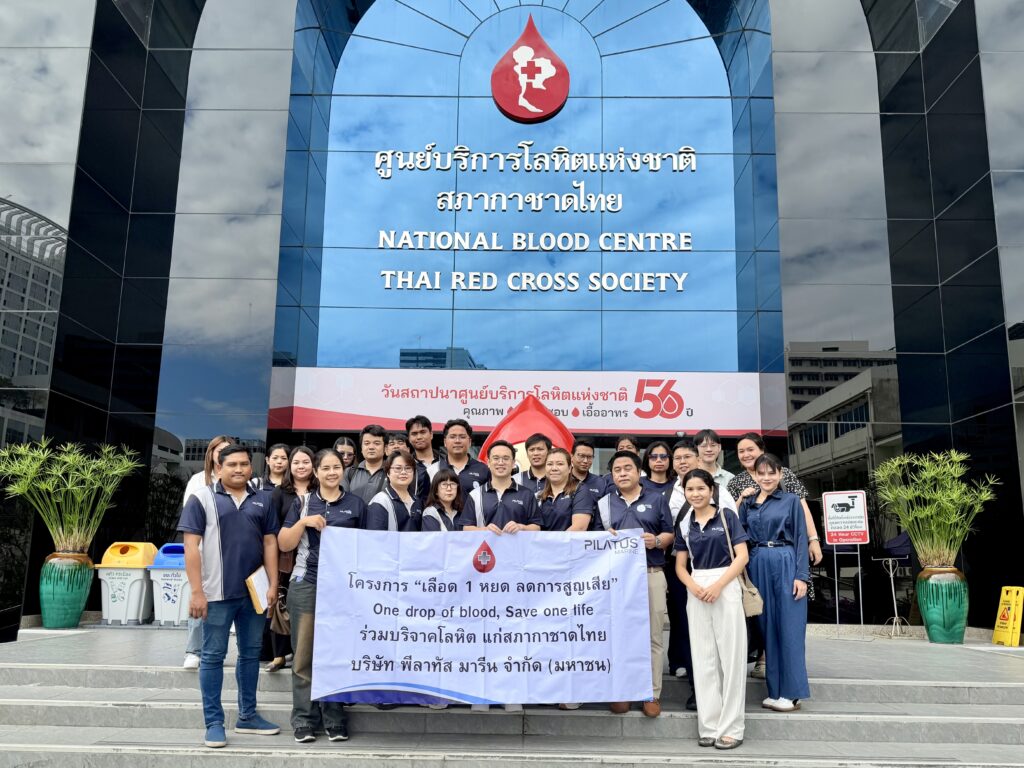 ศูนย์บริการโลหิตแห่งชาติ
สภากาชาดไทย
NATIONAL BLOOD CENTRE
THAI RED CROSS SOCIETY
วันสถาปนาศูนย์บริการโลหิตแห่งชาติ 56 ปี
คุณภาพ เอื้ออาทร
PILATUS
MARINE
โครงการ “เลือด 1 หยด ลดการสูญเสีย”
One drop of blood, Save one life
ร่วมบริจาคโลหิต แก่สภากาชาดไทย
บริษัท พีลาทัส มารีน จำกัด (มหาชน)
24 Hour CCTV
in Operation